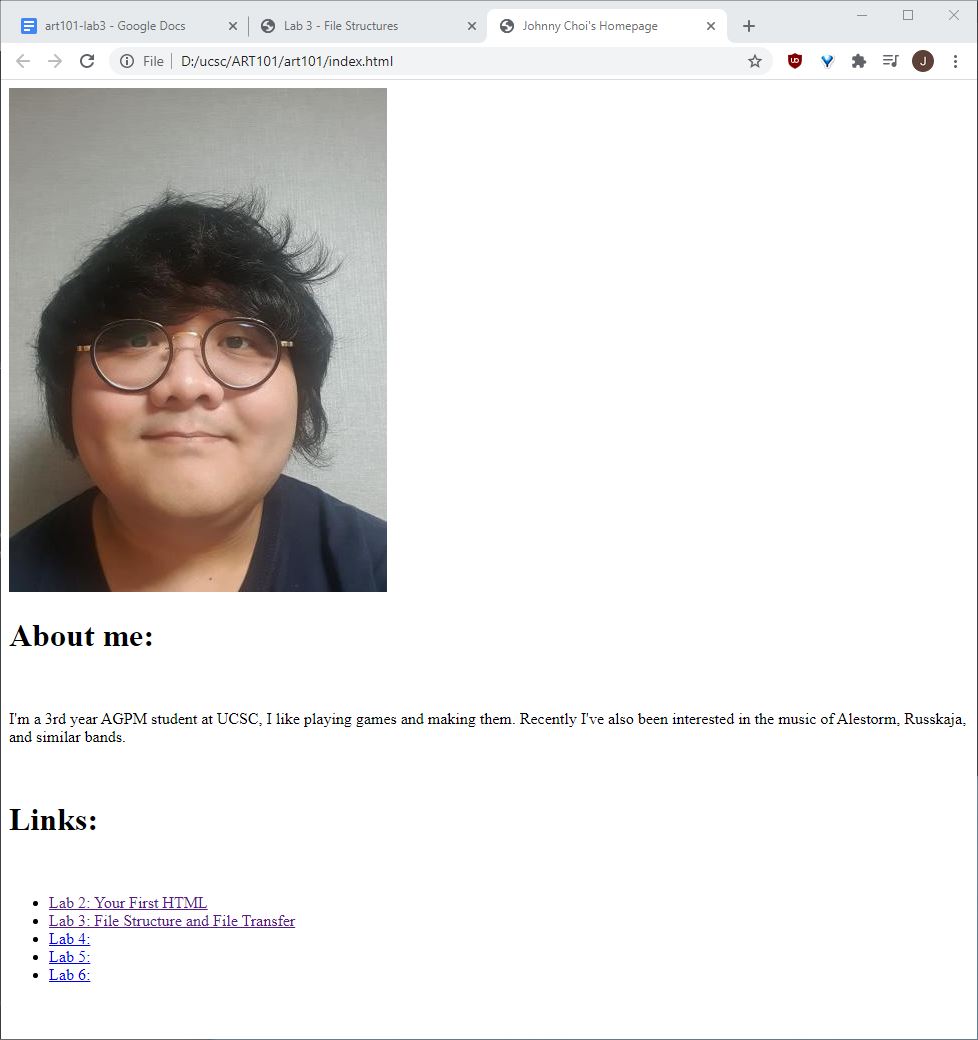 art101-lab3 - Google Docs
Lab 3 - File Structures
Johnny Choi's Homepage
File
D:/ucsc/ART101/art101/index.html
UD
J
About me:
I'm a 3rd year AGPM student at UCSC, I like playing games and making them. Recently I've also been interested in the music of Alestorm, Russkaja,
and similar bands.
Links:
Lab 2: Your First HTML
Lab 3: File Structure and File Transfer
Lab 4:
Lab 5:
Lab 6: